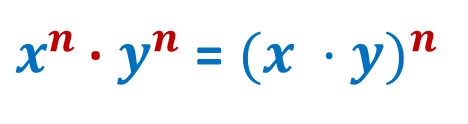 xⁿ · yⁿ = (x · y)ⁿ